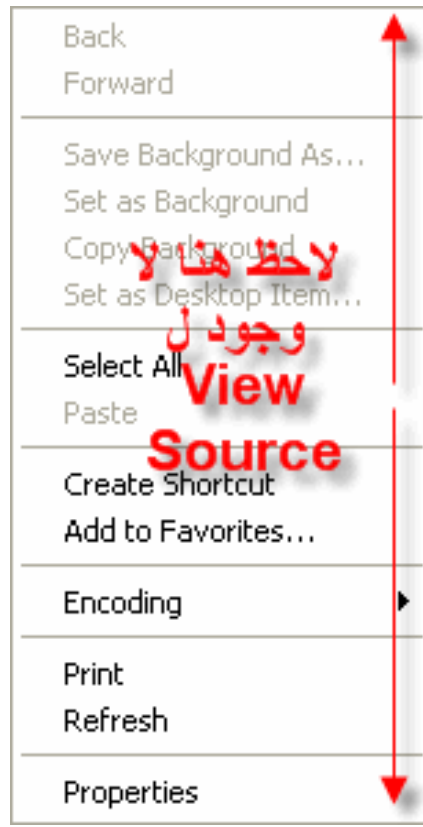 Back
Forward
Save Background As...
Set as Background
Copy Background
Set as Desktop Item...
Select All
Paste
Create Shortcut
Add to Favorites...
Encoding
Print
Refresh
Properties
لاحظ هنا لا
وجود ل
View
Source